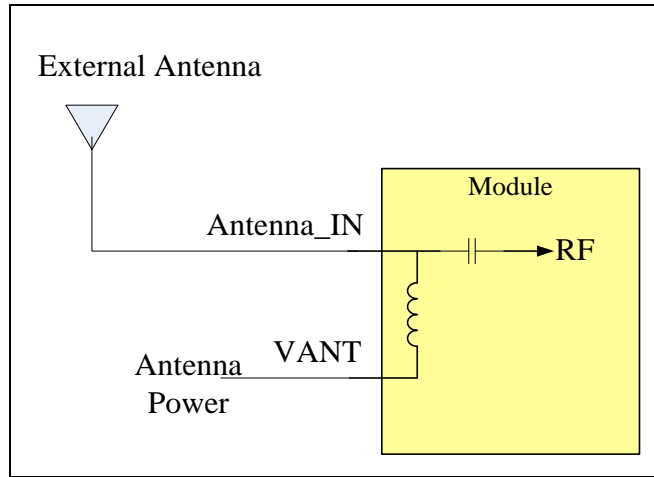 External Antenna
Module
Antenna_IN
RF
VANT
Antenna
Power